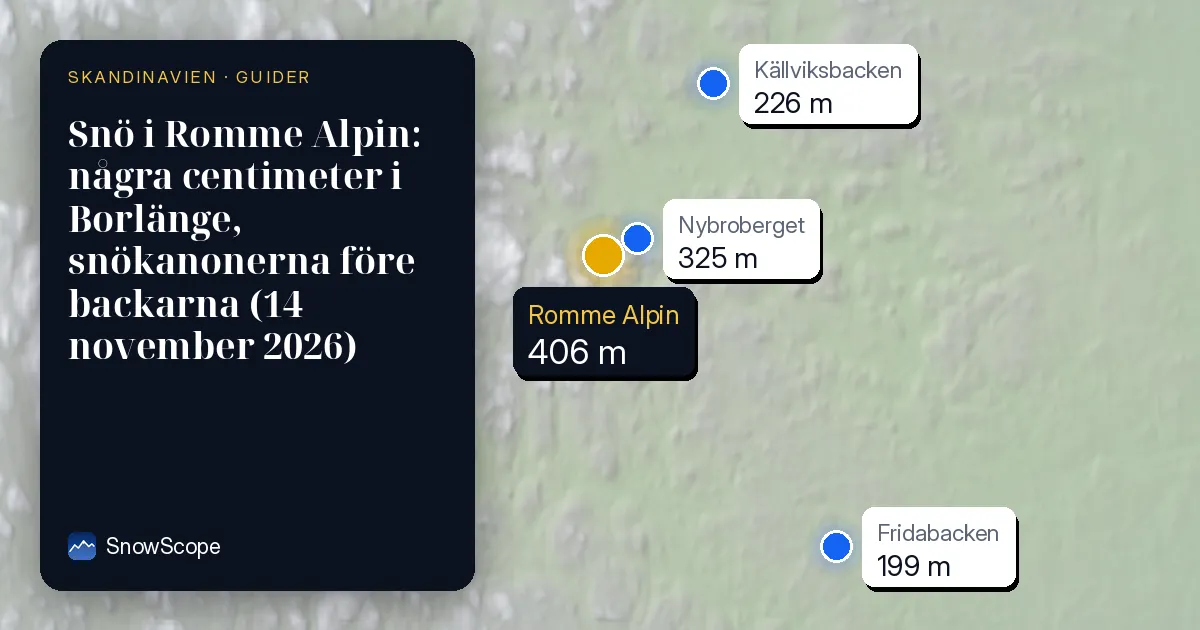 SKANDINAVIEN · GUIDER
Snö i Romme Alpin:
några centimeter i
Borlänge,
snökanonerna före
backarna (14
november 2026)
SnowScope
Källviksbacken
226 m
Nybroberget
325 m
Romme Alpin
406 m
Fridabacken
199 m